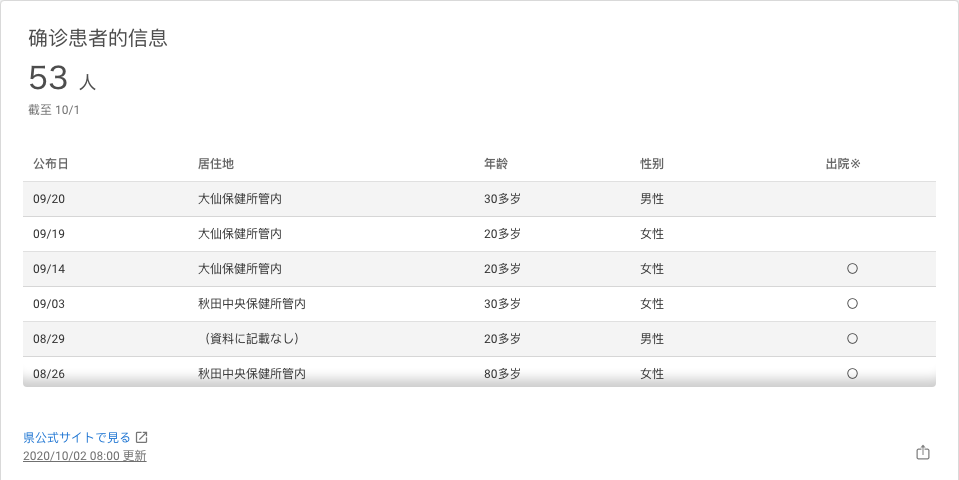 确诊患者的信息
53 人
截至 10/1
公布日 居住地 年龄 性别 出院※
09/20 大仙保健所管内 30多岁 男性
09/19 大仙保健所管内 20多岁 女性
09/14 大仙保健所管内 20多岁 女性 ○
09/03 秋田中央保健所管内 30多岁 女性 ○
08/29 （資料に記載なし） 20多岁 男性 ○
08/26 秋田中央保健所管内 80多岁 女性 ○
県公式サイトで見る
2020/10/02 08:00 更新